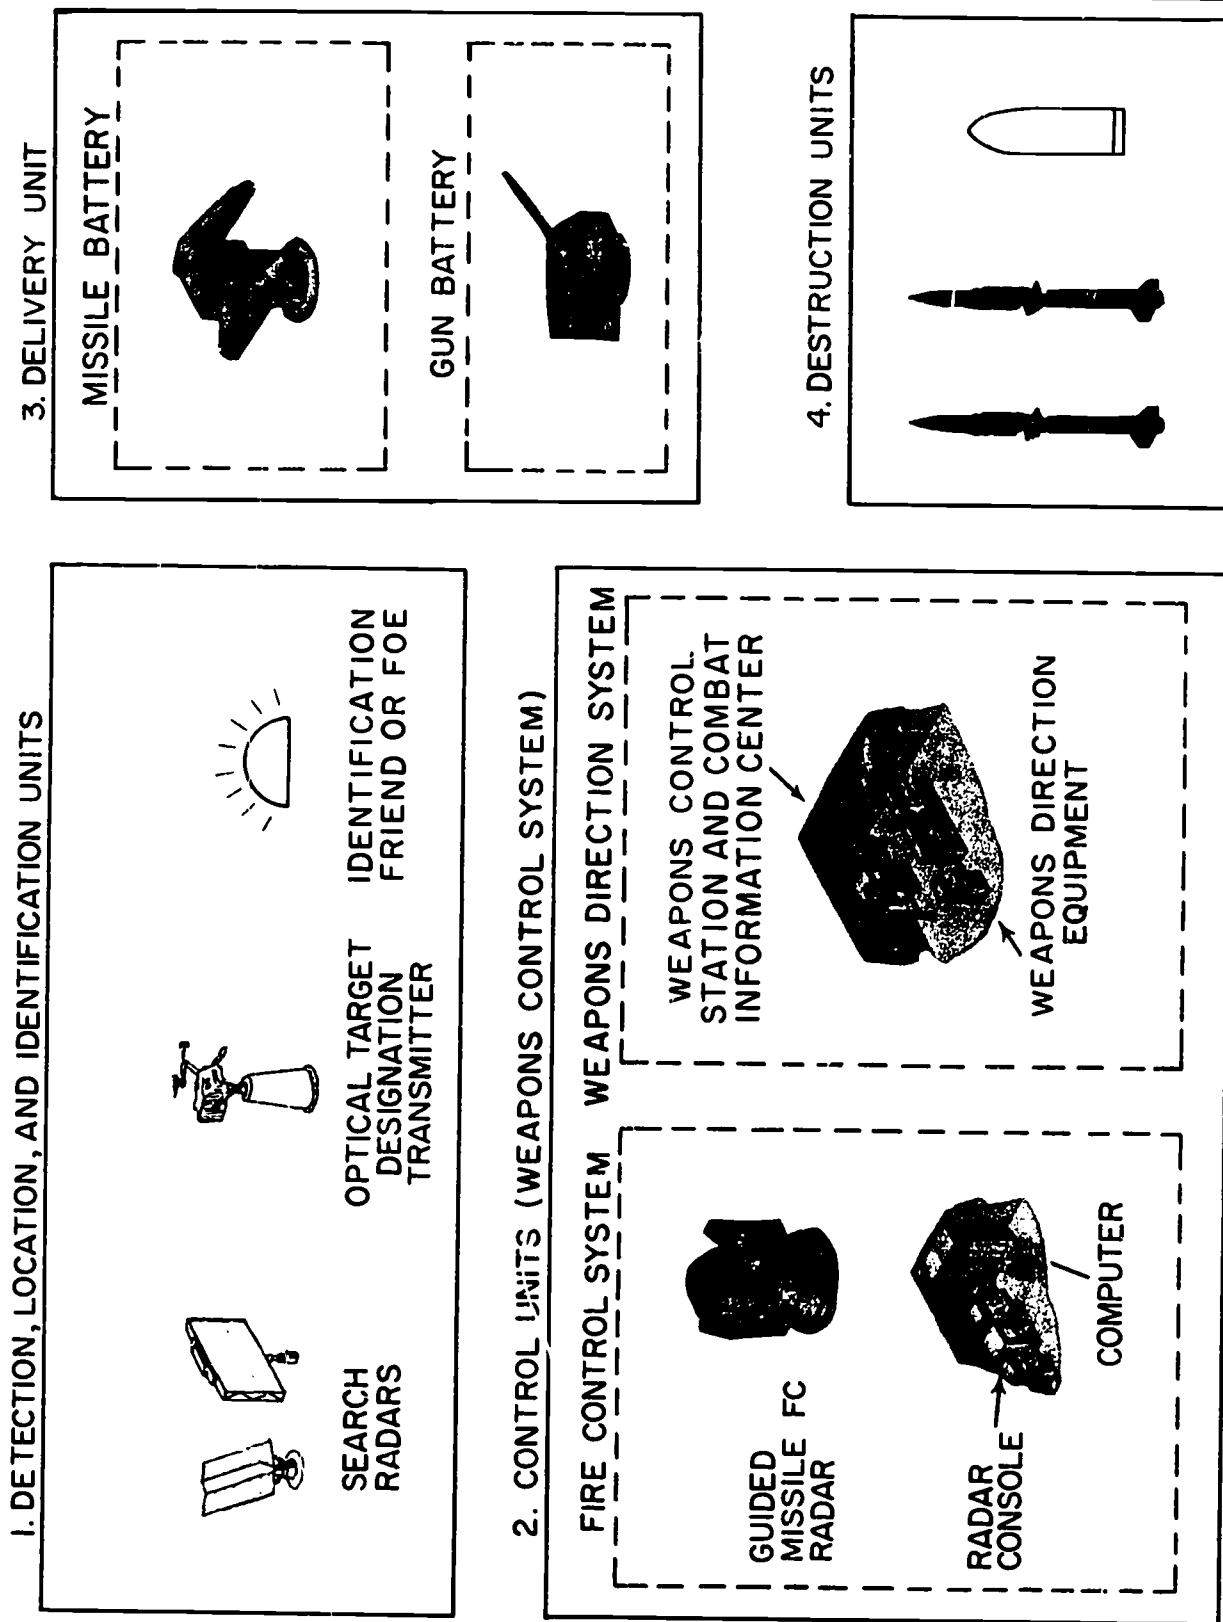 1. DETECTION, LOCATION, AND IDENTIFICATION UNITS
SEARCH
RADARS
OPTICAL TARGET
DESIGNATION
TRANSMITTER
IDENTIFICATION
FRIEND OR FOE
2. CONTROL UNITS (WEAPONS CONTROL SYSTEM)
FIRE CONTROL SYSTEM
GUIDED
MISSILE FC
RADAR
RADAR
CONSOLE
COMPUTER
WEAPONS DIRECTION SYSTEM
WEAPONS CONTROL
STATION AND COMBAT
INFORMATION CENTER
WEAPONS DIRECTION
EQUIPMENT
3. DELIVERY UNIT
MISSILE BATTERY
GUN BATTERY
4. DESTRUCTION UNITS